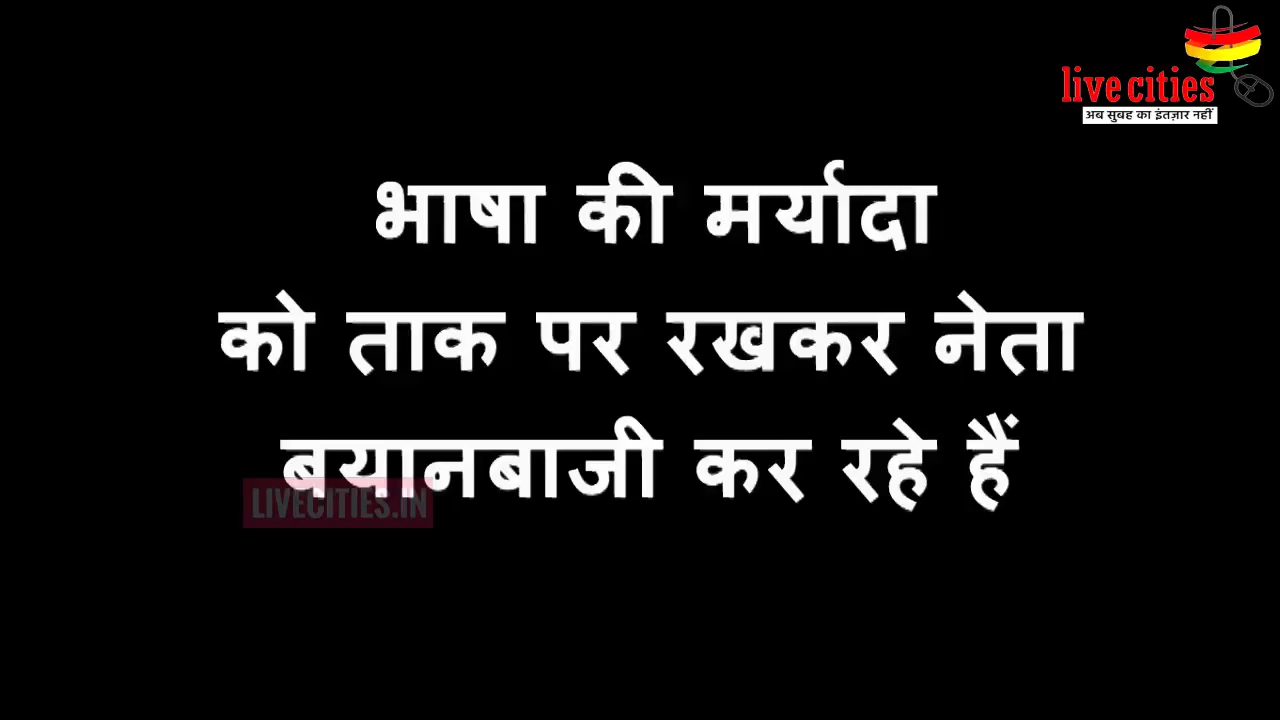 live cities
अब सुबह का इंतज़ार नहीं
भाषा की मर्यादा
को ताक पर रखकर नेता
बयानबाजी कर रहे हैं
LIVECITIES.IN